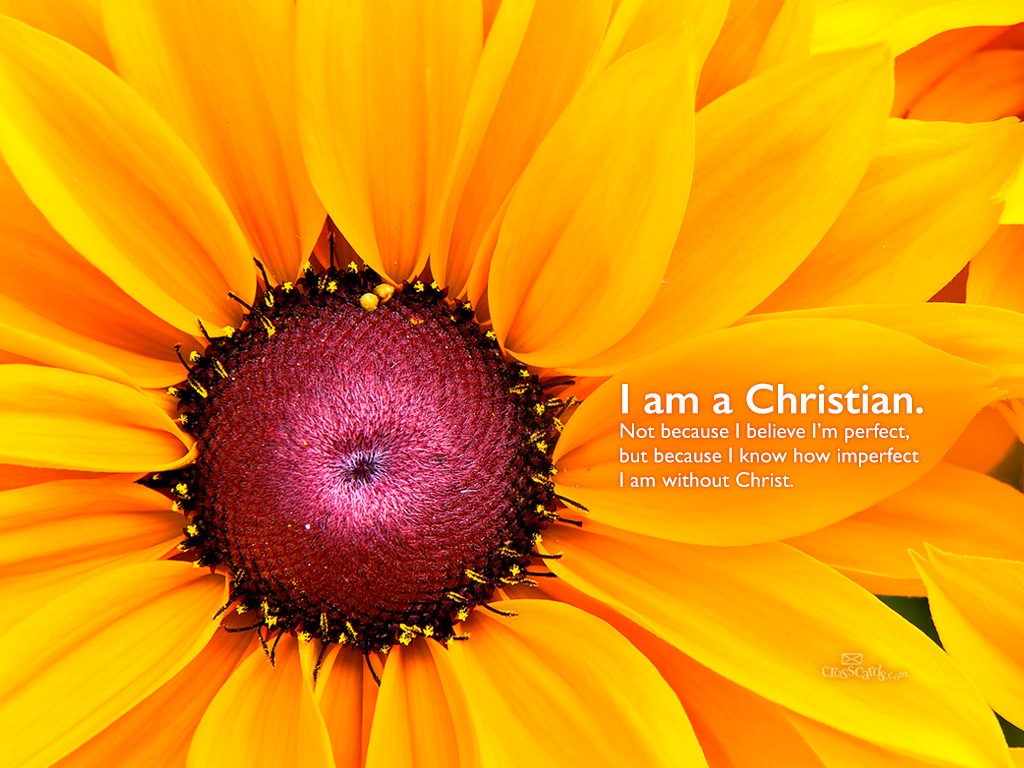 I am a Christian.
Not because I believe I'm perfect,
but because I know how imperfect
I am without Christ.
crossCards.com